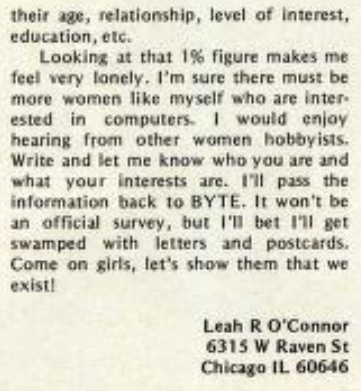 their age, relationship, level of interest,
education, etc.
Looking at that 1% figure makes me
feel very lonely. I'm sure there must be
more women like myself who are inter-
ested in computers. I would enjoy
hearing from other women hobbyists.
Write and let me know who you are and
what your interests are. I'll pass the
information back to BYTE. It won't be
an official survey, but I'll bet I'll get
swamped with letters and postcards.
Come on girls, let's show them that we
exist!
Leah R O'Connor
6315 W Raven St
Chicago IL 60646